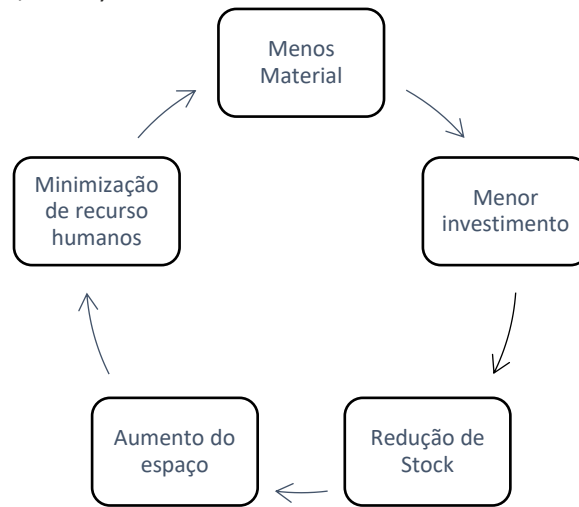 Menos
Material
Menor
investimento
Redução de
Stock
Aumento do
espaço
Minimização
de recurso
humanos